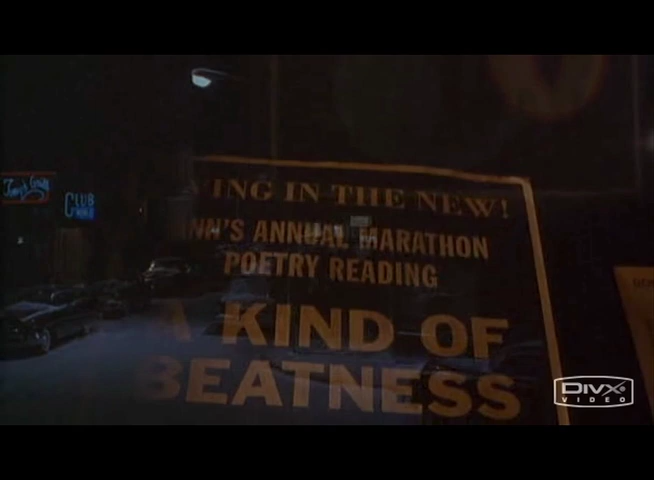 ING IN THE NEW!
NN'S ANNUAL MARATHON
POETRY READING
A KIND OF
BEATNESS
CLUB
DIVX
VIDEO